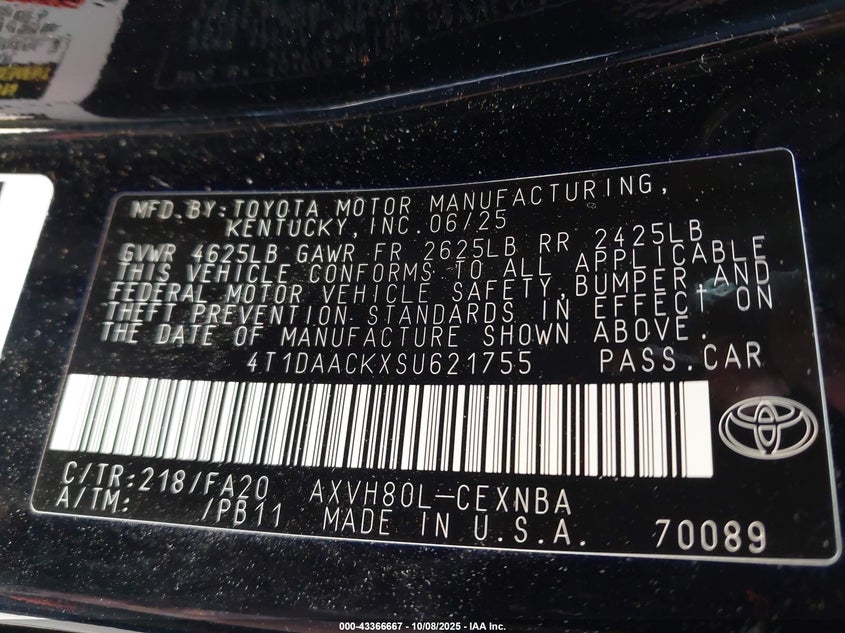 MFD. BY: TOYOTA MOTOR MANUFACTURING,
KENTUCKY, INC. 06/25
GVWR 4625LB GAWR FR 2625LB RR 2425LB
THIS VEHICLE CONFORMS TO ALL APPLICABLE
FEDERAL MOTOR VEHICLE SAFETY, BUMPER, AND
THEFT PREVENTION STANDARDS IN EFFECT ON
THE DATE OF MANUFACTURE SHOWN ABOVE.
4T1DAACKXSU621755 PASS. CAR
C/TR: 218/FA20 AXVH80L-CEXNBA
A/TM: /PB11 MADE IN U.S.A. 70089
000-43366667 - 10/08/2025 - IAA Inc.